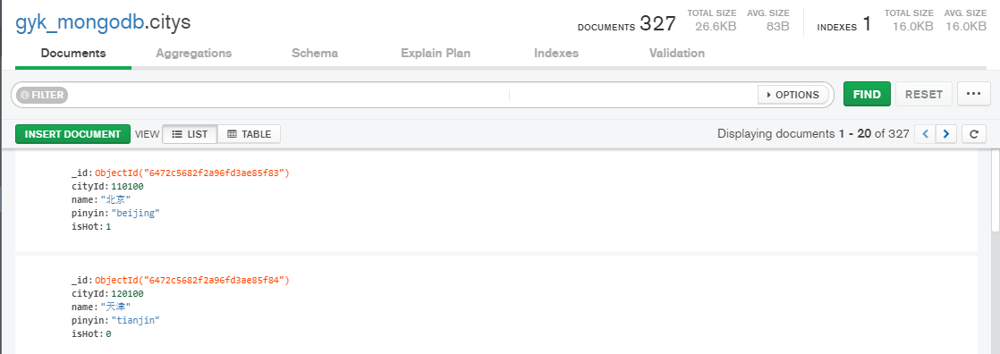 gyk_mongodb.citys
DOCUMENTS 327 TOTAL SIZE 26.6KB AVG. SIZE 83B INDEXES 1 TOTAL SIZE 16.0KB AVG. SIZE 16.0KB
Documents Aggregations Schema Explain Plan Indexes Validation
FILTER OPTIONS FIND RESET ...
INSERT DOCUMENT VIEW LIST TABLE Displaying documents 1 - 20 of 327 < > C
_id:ObjectId("6472c5682f2a96fd3ae85f83")
cityId:110100
name:"北京"
pinyin:"beijing"
isHot:1
_id:ObjectId("6472c5682f2a96fd3ae85f84")
cityId:120100
name:"天津"
pinyin:"tianjin"
isHot:0